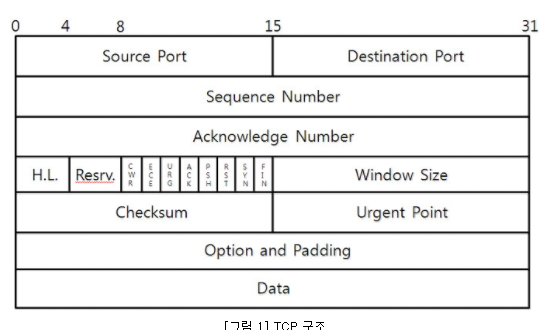 0 4 8 15 31
Source Port Destination Port
Sequence Number
Acknowledge Number
H.L. Resrv. CWR ECE URG ACK PSH RST SYN FIN Window Size
Checksum Urgent Point
Option and Padding
Data
[그림 1] TCP 구조